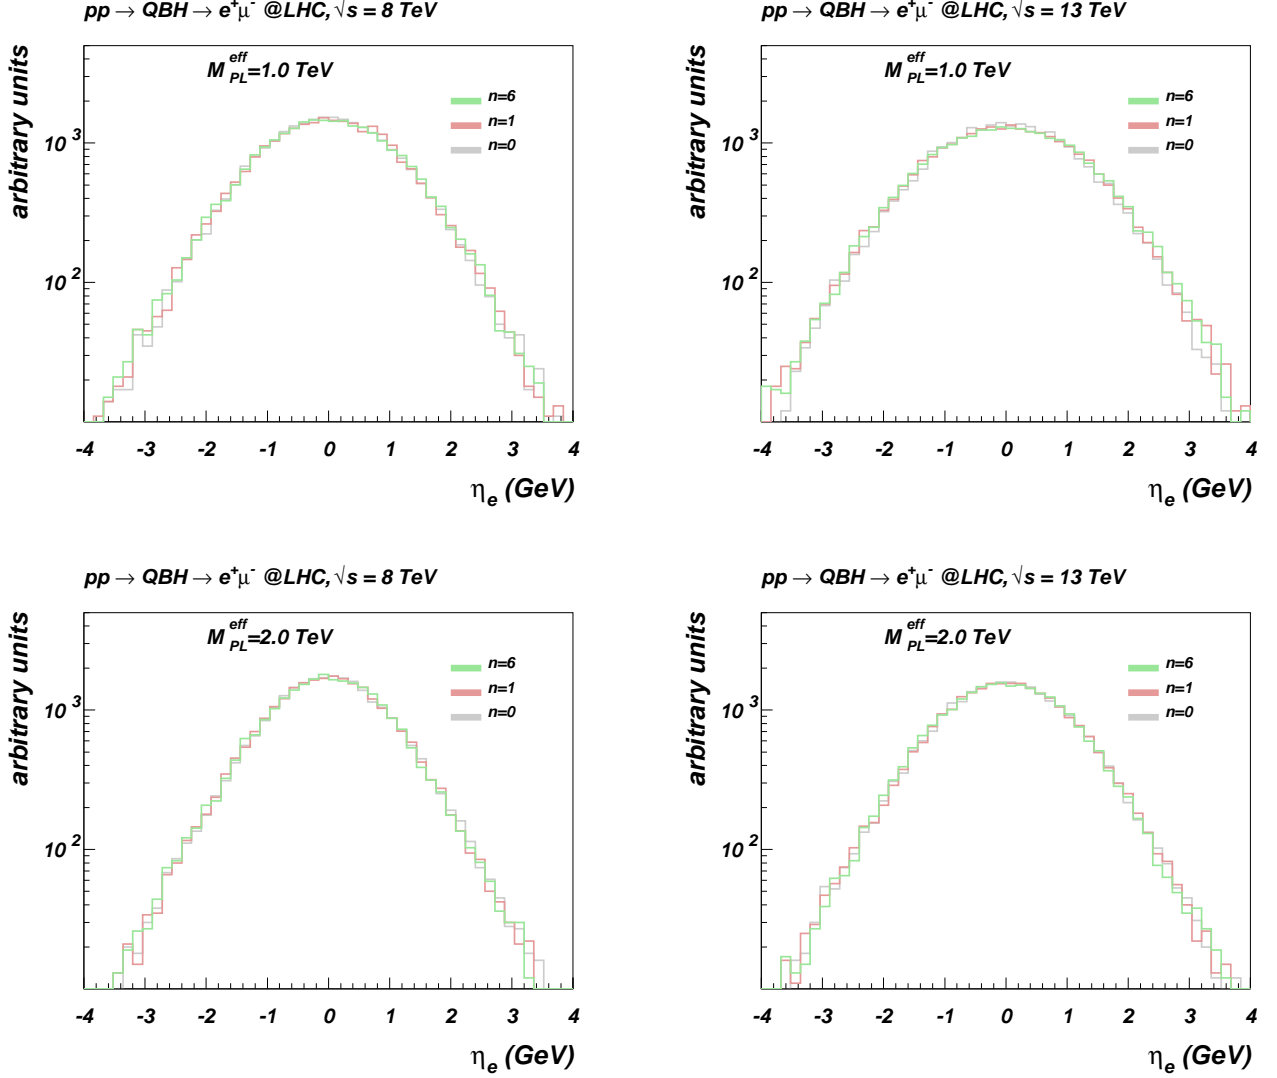 pp → QBH → e⁺μ⁻ @LHC, √s = 8 TeV
arbitrary units
M_PL^eff=1.0 TeV
n=6
n=1
n=0
10³
10²
-4 -3 -2 -1 0 1 2 3 4
η_e (GeV)
pp → QBH → e⁺μ⁻ @LHC, √s = 13 TeV
arbitrary units
M_PL^eff=1.0 TeV
n=6
n=1
n=0
10³
10²
-4 -3 -2 -1 0 1 2 3 4
η_e (GeV)
pp → QBH → e⁺μ⁻ @LHC, √s = 8 TeV
arbitrary units
M_PL^eff=2.0 TeV
n=6
n=1
n=0
10³
10²
-4 -3 -2 -1 0 1 2 3 4
η_e (GeV)
pp → QBH → e⁺μ⁻ @LHC, √s = 13 TeV
arbitrary units
M_PL^eff=2.0 TeV
n=6
n=1
n=0
10³
10²
-4 -3 -2 -1 0 1 2 3 4
η_e (GeV)